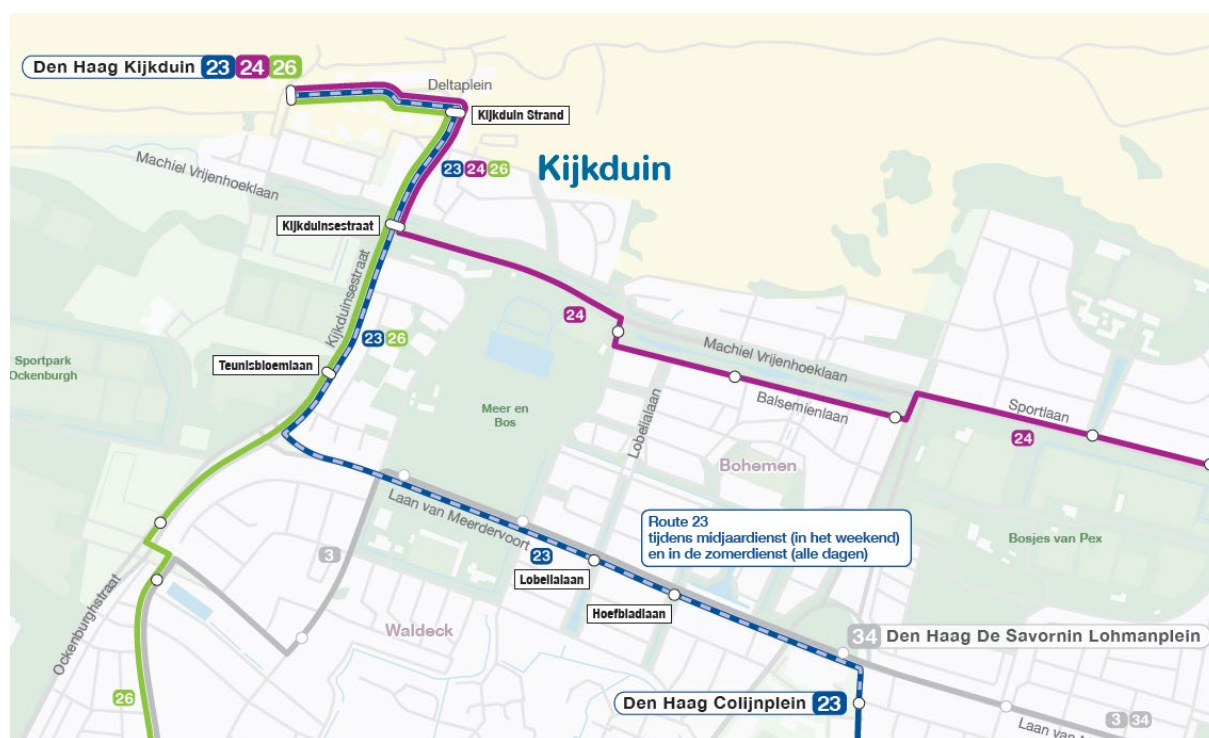 Den Haag Kijkduin 23 24 26
Deltaplein
Kijkduin Strand
Machiel Vrijenhoeklaan
23 24 26
Kijkduin
Kijkduinsestraat
Kijkduinsestraat
24
23 26
Machiel Vrijenhoeklaan
Sportpark
Ockenburgh
Teunisbloemlaan
Meer en
Bos
Lobelialaan
Balsemienlaan
Sportlaan
24
Bohemen
Laan van Meerdervoort
Route 23
tijdens midjaardienst (in het weekend)
en in de zomerdienst (alle dagen)
Bosjes van Pex
3
23
Lobelialaan
Hoefbladlaan
Ockenburghstraat
Waldeck
34 Den Haag De Savornin Lohmanplein
26
Den Haag Colijnplein 23
3 34
Laan van